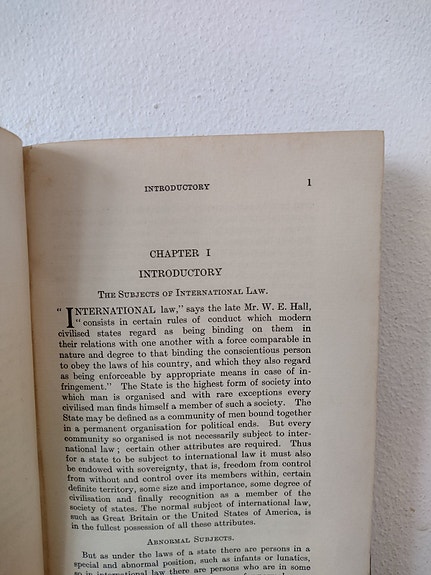 INTRODUCTORY 1
CHAPTER I
INTRODUCTORY
THE SUBJECTS OF INTERNATIONAL LAW.
"INTERNATIONAL law," says the late Mr. W. E. Hall,
"consists in certain rules of conduct which modern
civilised states regard as being binding on them in
their relations with one another with a force comparable in
nature and degree to that binding the conscientious person
to obey the laws of his country, and which they also regard
as being enforceable by appropriate means in case of in-
fringement." The State is the highest form of society into
which man is organised and with rare exceptions every
civilised man finds himself a member of such a society. The
State may be defined as a community of men bound together
in a permanent organisation for political ends. But every
community so organised is not necessarily subject to inter-
national law; certain other attributes are required. Thus
for a state to be subject to international law it must also
be endowed with sovereignty, that is, freedom from control
from without and control over its members within, certain
definite territory, some size and importance, some degree of
civilisation and finally recognition as a member of the
society of states. The normal subject of international law,
such as Great Britain or the United States of America, is
in the fullest possession of all these attributes.
ABNORMAL SUBJECTS.
But as under the laws of a state there are persons in a
special and abnormal position, such as infants or lunatics,
so in international law there are persons who are in some